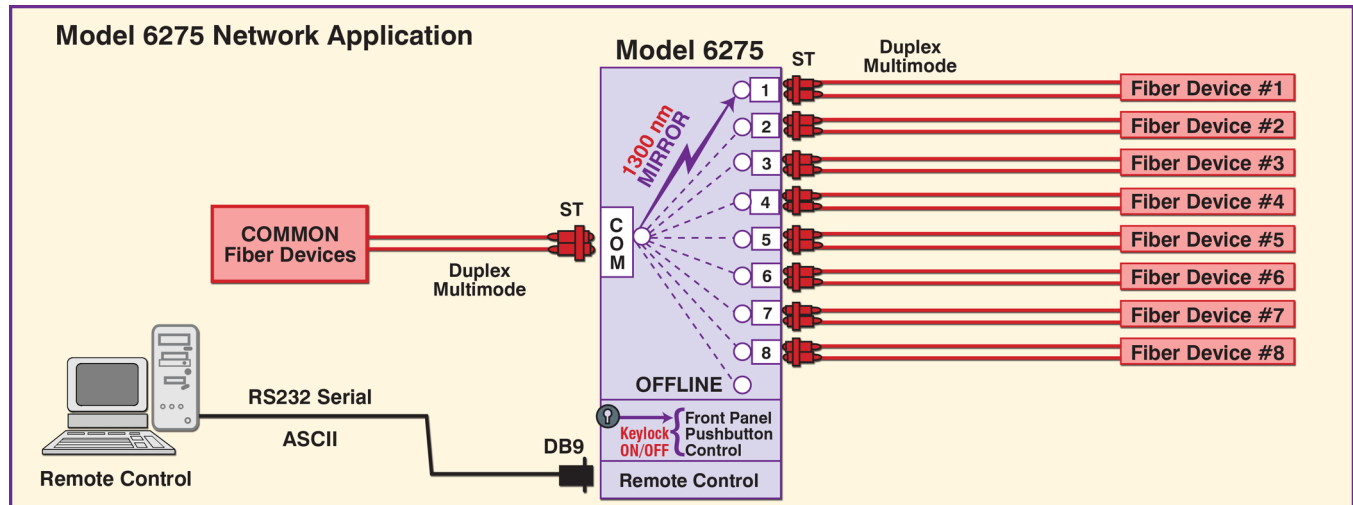 Model 6275 Network Application
Model 6275
ST
Duplex
Multimode
1300 nm
MIRROR
1
2
3
4
5
6
7
8
OFFLINE
Fiber Device #1
Fiber Device #2
Fiber Device #3
Fiber Device #4
Fiber Device #5
Fiber Device #6
Fiber Device #7
Fiber Device #8
COMMON
Fiber Devices
ST
Duplex
Multimode
C
O
M
RS232 Serial
ASCII
Remote Control
DB9
Keylock
ON/OFF
Front Panel
Pushbutton
Control
Remote Control